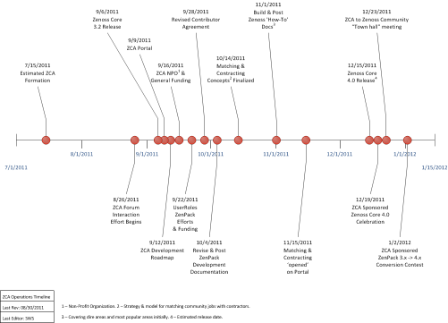 11/1/2011
Build & Post
Zenoss 'How-To'
Docs³
9/6/2011
Zenoss Core
3.2 Release
9/28/2011
Revised Contributor
Agreement
12/23/2011
ZCA to Zenoss Community
"Town hall" meeting
9/9/2011
ZCA Portal
7/15/2011
Estimated ZCA
Formation
9/16/2011
ZCA NPO¹ &
General Funding
10/14/2011
Matching &
Contracting
Concepts² Finalized
12/15/2011
Zenoss Core
4.0 Release⁴
8/1/2011
9/1/2011
10/1/2011
11/1/2011
12/1/2011
1/1/2012
7/1/2011
1/15/2012
8/26/2011
ZCA Forum
Interaction
Effort Begins
9/22/2011
UserRoles
ZenPack
Efforts
& Funding
12/19/2011
ZCA Sponsored
Zenoss Core 4.0
Celebration
9/12/2011
ZCA Development
Roadmap
10/4/2011
Revise & Post
ZenPack
Development
Documentation
11/15/2011
Matching &
Contracting
'opened'
on Portal
1/2/2012
ZCA Sponsored
ZenPack 3.x -> 4.x
Conversion Contest
ZCA Operations Timeline
Last Rev: 08/30/2011
Last Editor: SWS
1 – Non-Profit Organization. 2 – Strategy & model for matching community jobs with contractors.
3 – Covering dire areas and most popular areas initially. 4 – Estimated release date.